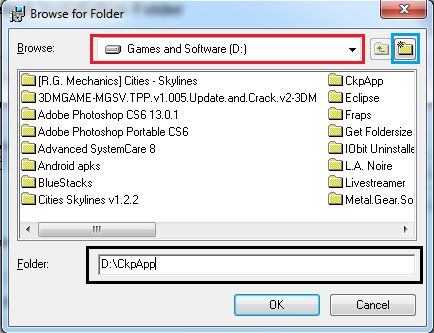 Browse for Folder
Browse: Games and Software (D:)
[R.G. Mechanics] Cities - Skylines
3DMGAME-MGSV.TPP.v1.005.Update.and.Crack.v2-3DM
Adobe Photoshop CS6 13.0.1
Adobe Photoshop Portable CS6
Advanced SystemCare 8
Android apks
BlueStacks
Cities Skylines v1.2.2
CkpApp
Eclipse
Fraps
Get Foldersize
IObit Uninstalle
L.A. Noire
Livestreamer
Metal.Gear.So
Folder: D:\CkpApp
OK Cancel